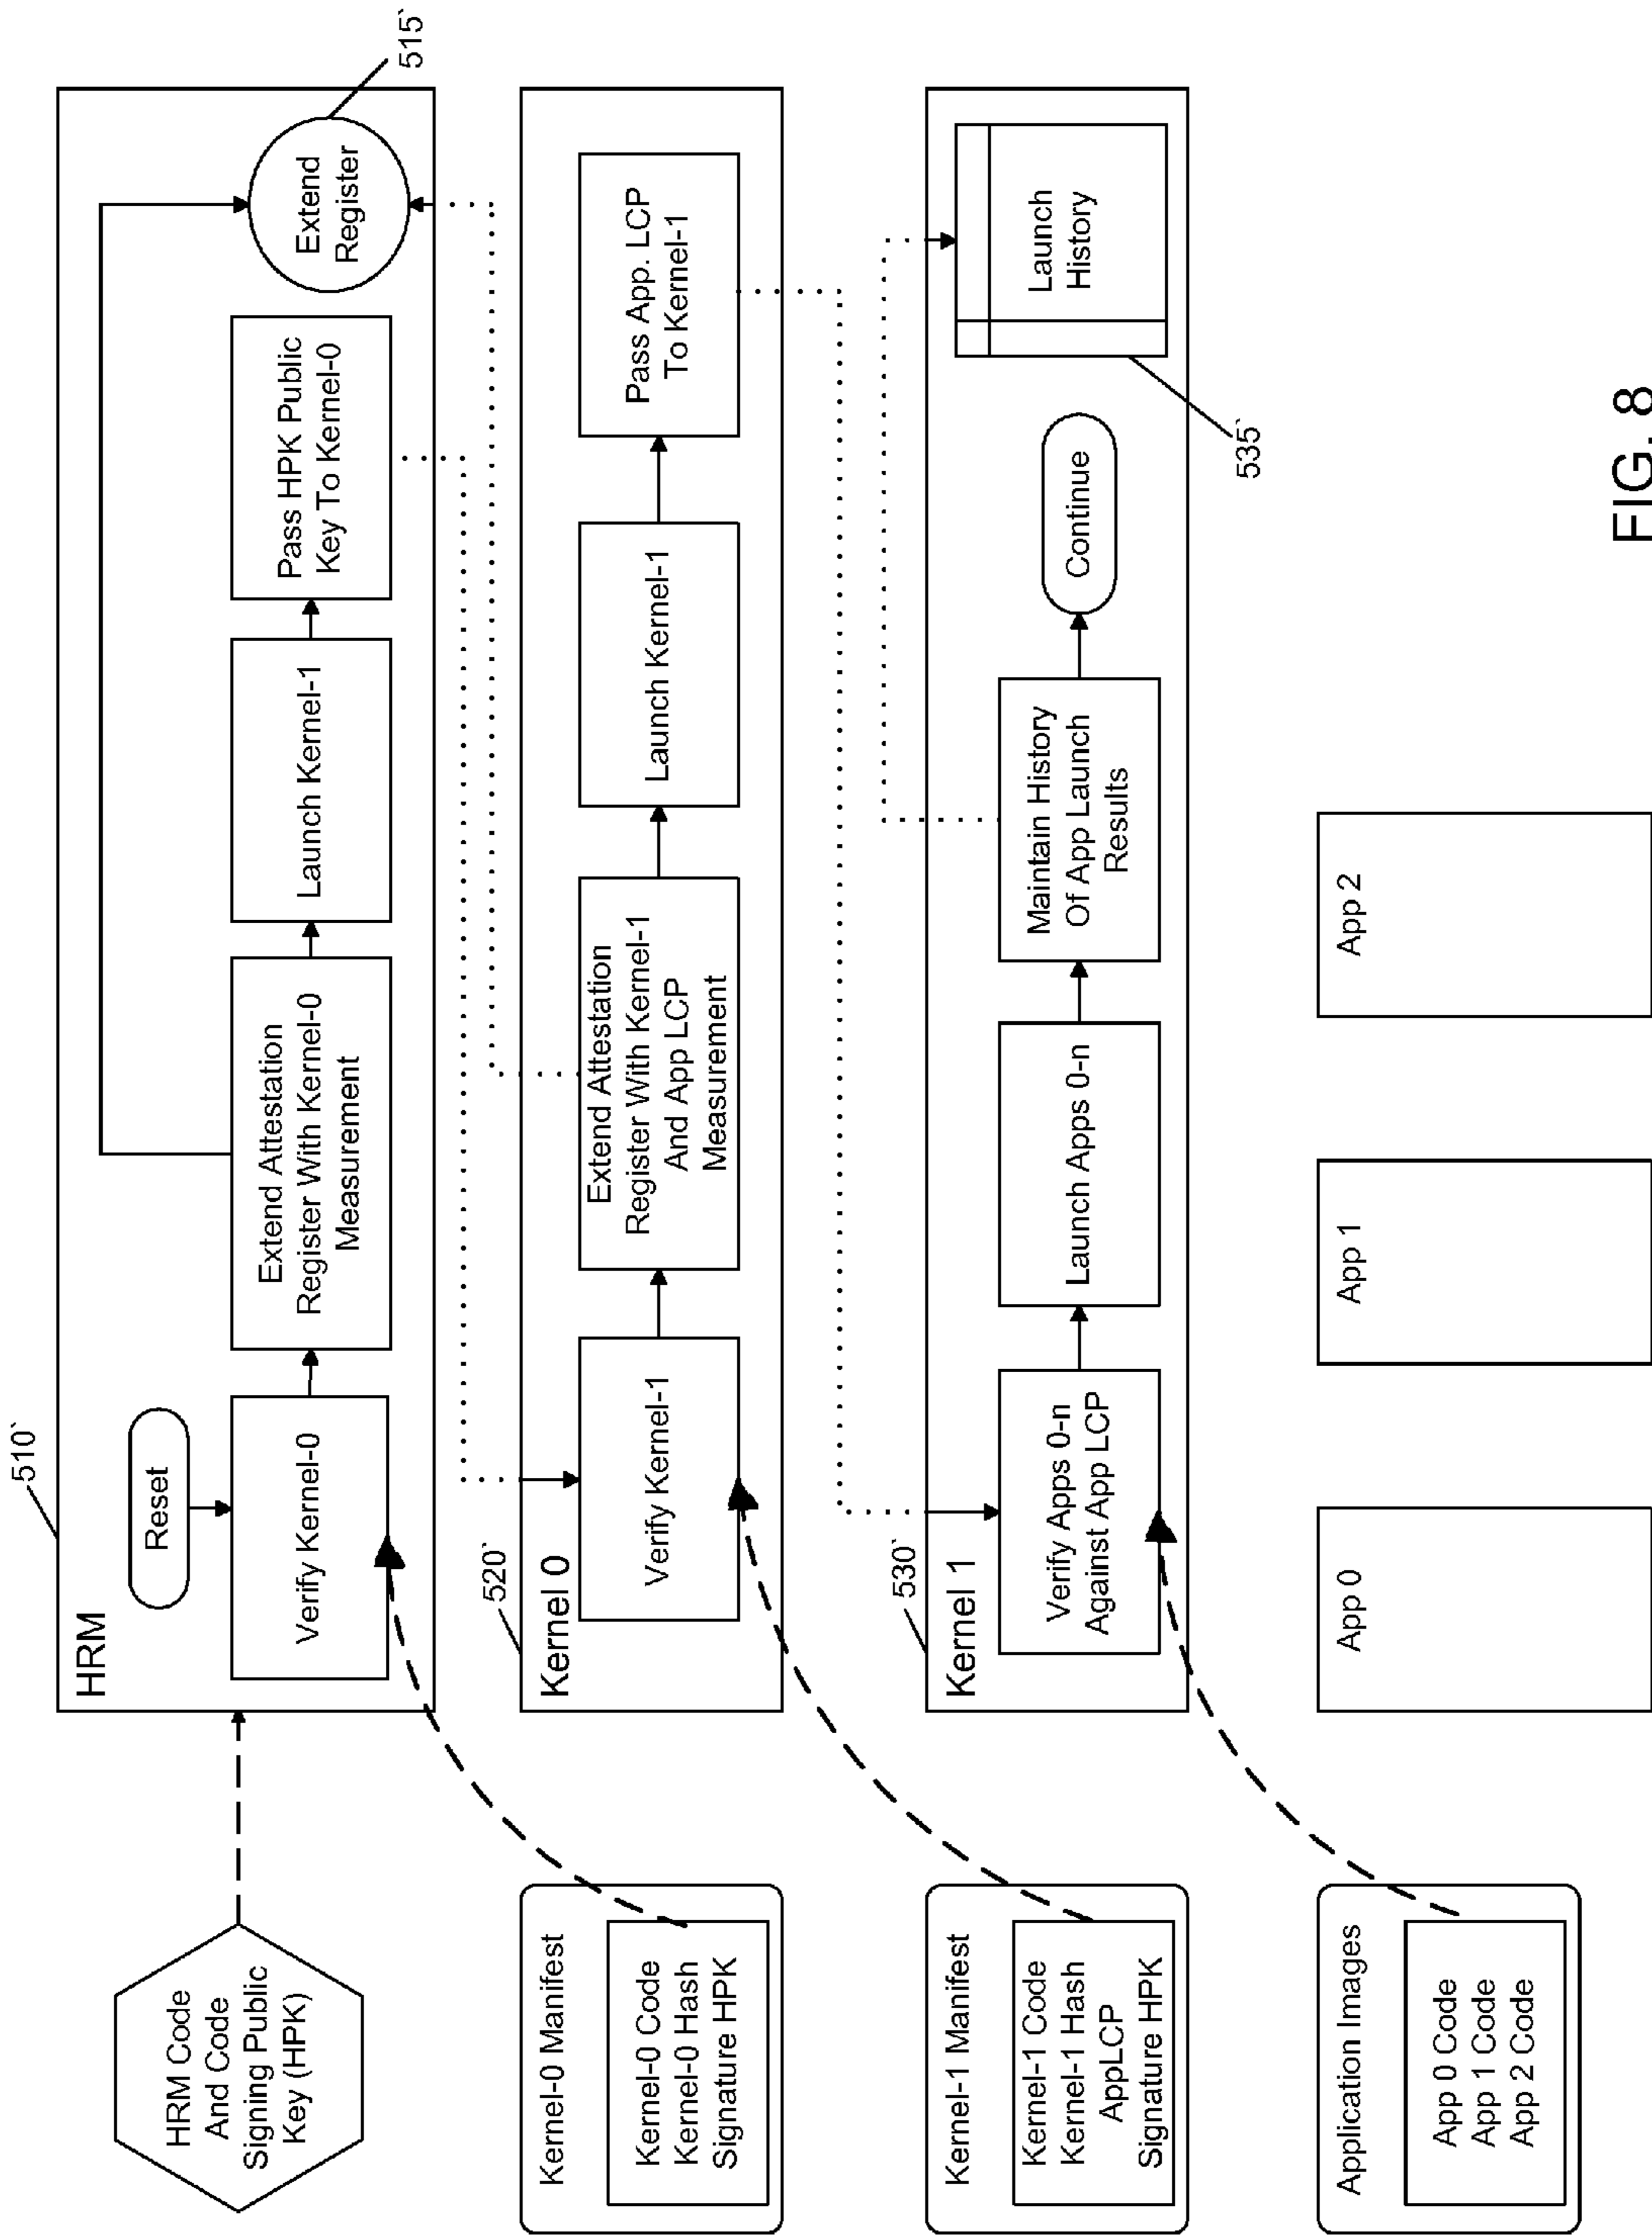 HRM Code
And Code
Signing Public
Key (HPK)
510`
HRM
Reset
Verify Kernel-0
Extend Attestation
Register With Kernel-0
Measurement
Launch Kernel-1
Pass HPK Public
Key To Kernel-0
Extend
Register
515`
Kernel-0 Manifest
Kernel-0 Code
Kernel-0 Hash
Signature HPK
520`
Kernel 0
Verify Kernel-1
Extend Attestation
Register With Kernel-1
And App LCP
Measurement
Launch Kernel-1
Pass App. LCP
To Kernel-1
Kernel-1 Manifest
Kernel-1 Code
Kernel-1 Hash
AppLCP
Signature HPK
530`
Kernel 1
Verify Apps 0-n
Against App LCP
Launch Apps 0-n
Maintain History
Of App Launch
Results
Continue
Launch
History
535`
Application Images
App 0 Code
App 1 Code
App 2 Code
App 0
App 1
App 2
FIG. 8